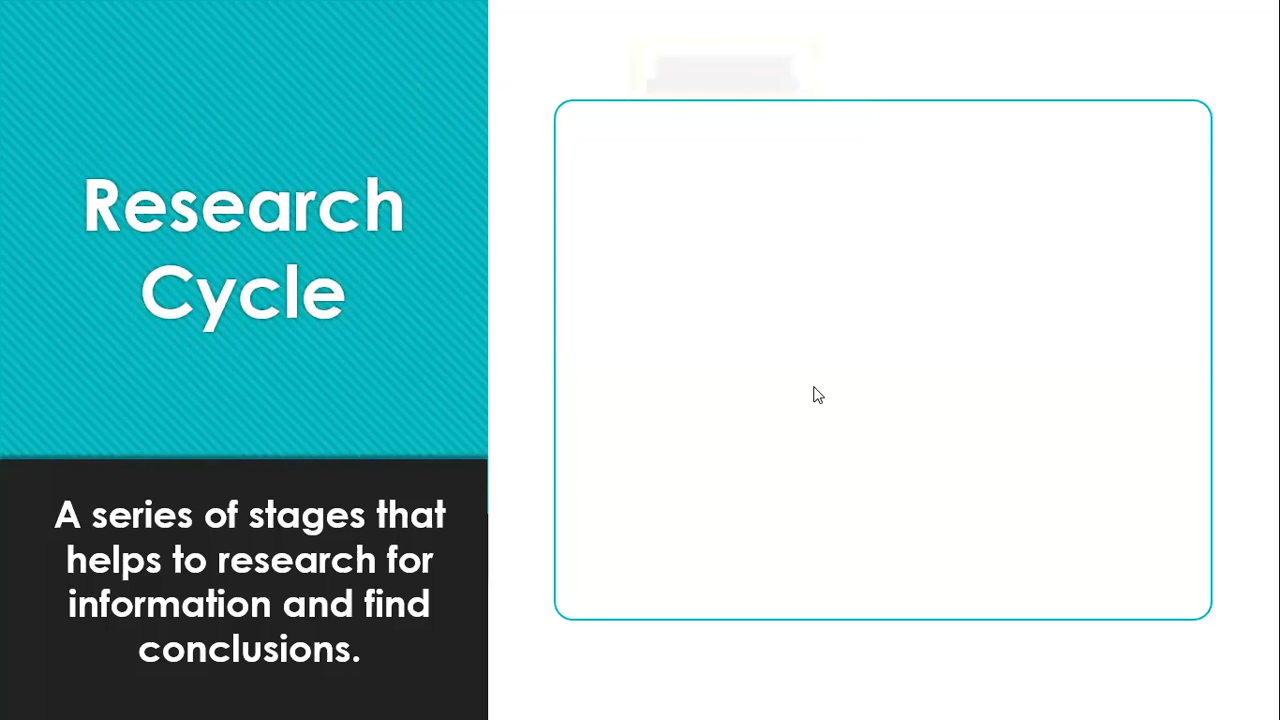 Research
Cycle
A series of stages that
helps to research for
information and find
conclusions.